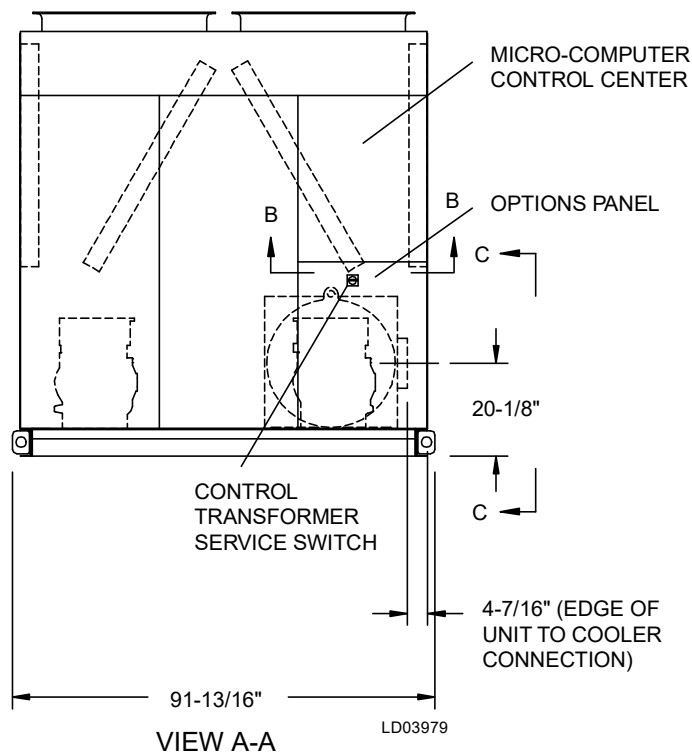 MICRO-COMPUTER
CONTROL CENTER
B
B
OPTIONS PANEL
C
20-1/8"
CONTROL
TRANSFORMER
SERVICE SWITCH
C
4-7/16" (EDGE OF
UNIT TO COOLER
CONNECTION)
91-13/16"
LD03979
VIEW A-A